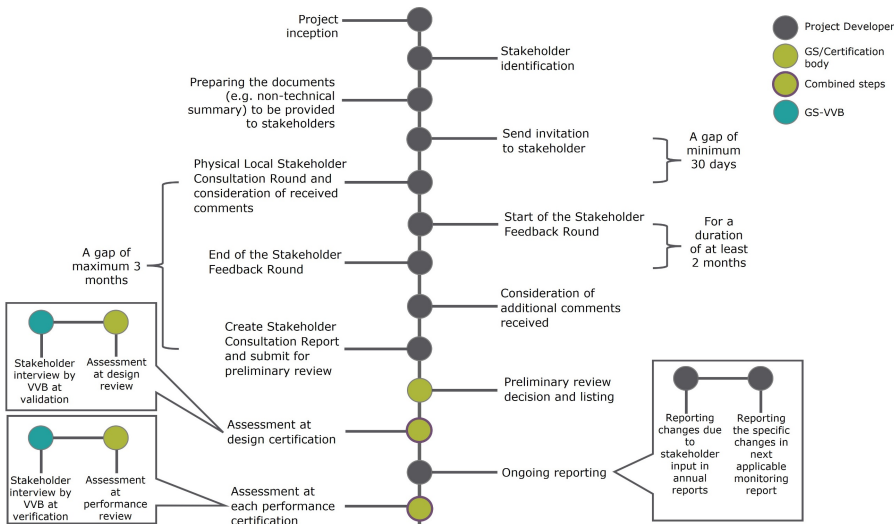 Project
inception
Stakeholder
identification
Preparing the documents
(e.g. non-technical
summary) to be provided
to stakeholders
Send invitation
to stakeholder
A gap of
minimum
30 days
Physical Local Stakeholder
Consultation Round and
consideration of received
comments
Start of the Stakeholder
Feedback Round
For a
duration
of at least
2 months
End of the Stakeholder
Feedback Round
A gap of
maximum 3
months
Consideration of
additional comments
received
Create Stakeholder
Consultation Report
and submit for
preliminary review
Preliminary review
decision and listing
Assessment at
design certification
Stakeholder
interview by
VVB at
validation
Assessment
at design
review
Ongoing reporting
Reporting
changes due
to
stakeholder
input in
annual
reports
Reporting
the specific
changes in
next
applicable
monitoring
report
Assessment at
each performance
certification
Stakeholder
interview by
VVB at
verification
Assessment
at
performance
review
Project Developer
GS/Certification
body
Combined steps
GS-VVB